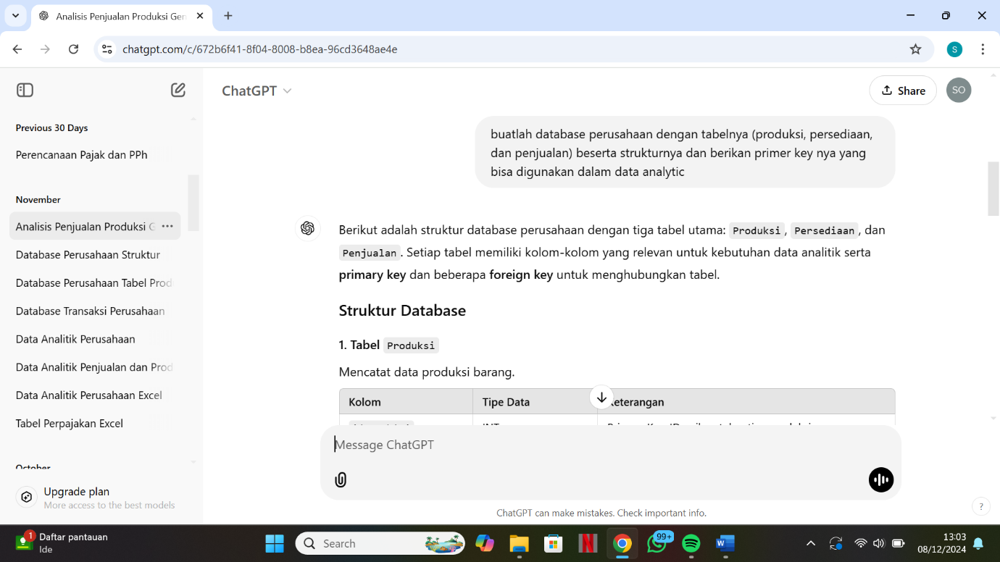 Analisis Penjualan Produksi Gen
chatgpt.com/c/672b6f41-8f04-8008-b8ea-96cd3648ae4e
S
ChatGPT
Share
SO
Previous 30 Days
Perencanaan Pajak dan PPh
November
Analisis Penjualan Produksi G
Database Perusahaan Struktur
Database Perusahaan Tabel Prod
Database Transaksi Perusahaan
Data Analitik Perusahaan
Data Analitik Penjualan dan Prod
Data Analitik Perusahaan Excel
Tabel Perpajakan Excel
October
Upgrade plan
More access to the best models
buatlah database perusahaan dengan tabelnya (produksi, persediaan,
dan penjualan) beserta strukturnya dan berikan primer key nya yang
bisa digunakan dalam data analytic
Berikut adalah struktur database perusahaan dengan tiga tabel utama: Produksi, Persediaan, dan
Penjualan. Setiap tabel memiliki kolom-kolom yang relevan untuk kebutuhan data analitik serta
primary key dan beberapa foreign key untuk menghubungkan tabel.
Struktur Database
1. Tabel Produksi
Mencatat data produksi barang.
Kolom Tipe Data Keterangan
Message ChatGPT
ChatGPT can make mistakes. Check important info.
?
1
Daftar pantauan
Ide
Search
99+
13:03
08/12/2024